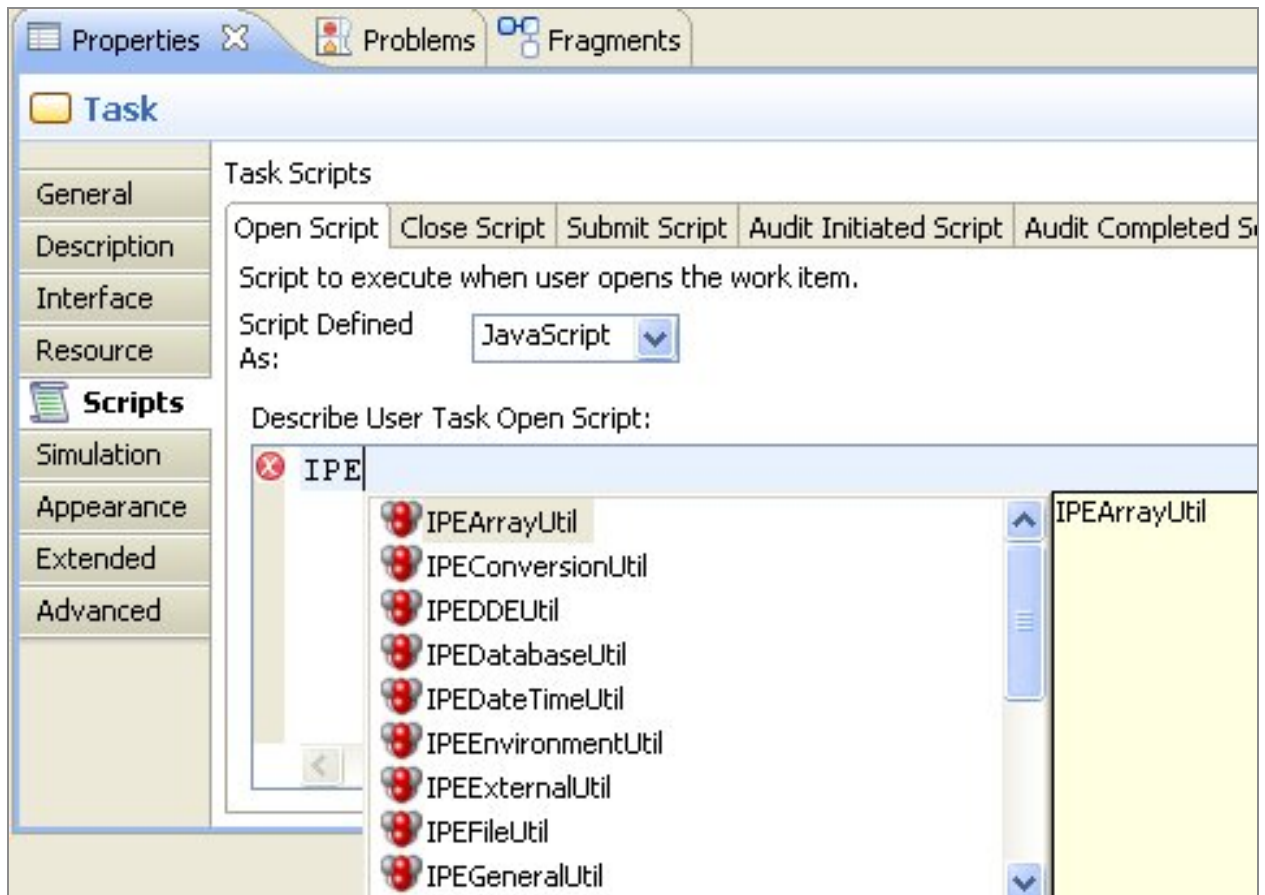 Properties Problems Fragments
Task
General
Description
Interface
Resource
Scripts
Simulation
Appearance
Extended
Advanced
Task Scripts
Open Script Close Script Submit Script Audit Initiated Script Audit Completed
Script to execute when user opens the work item.
Script Defined
As:
JavaScript
Describe User Task Open Script:
IPE
IPEArrayUtil
IPEConversionUtil
IPEDDEUtil
IPEDatabaseUtil
IPEDateTimeUtil
IPEEnvironmentUtil
IPEExternalUtil
IPEFileUtil
IPEGeneralUtil
IPEArrayUtil